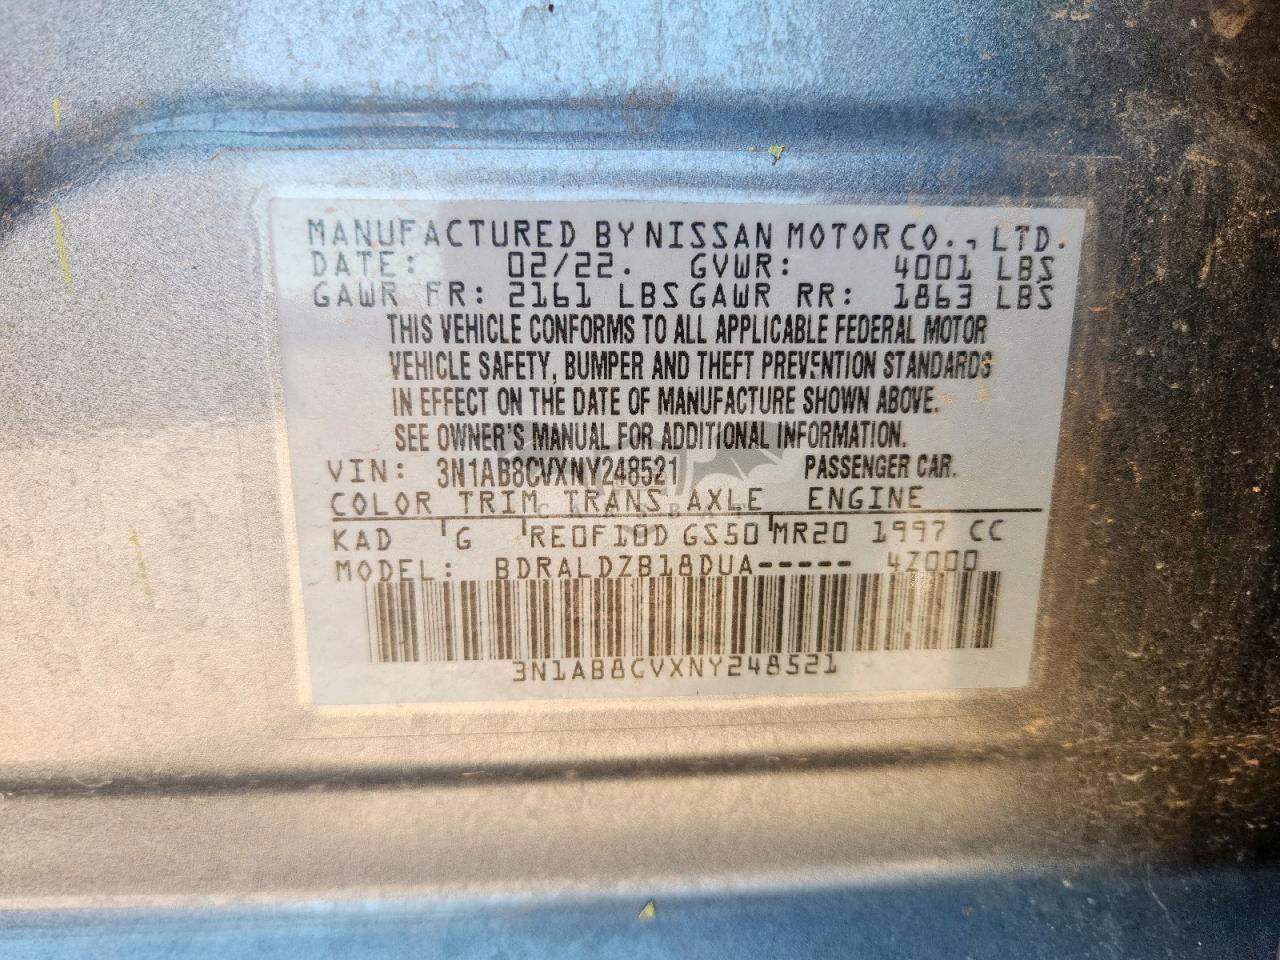 MANUFACTURED BY NISSAN MOTOR CO., LTD.
DATE: 02/22. GVWR: 4001 LBS
GAWR FR: 2161 LBS GAWR RR: 1863 LBS
THIS VEHICLE CONFORMS TO ALL APPLICABLE FEDERAL MOTOR
VEHICLE SAFETY, BUMPER AND THEFT PREVENTION STANDARDS
IN EFFECT ON THE DATE OF MANUFACTURE SHOWN ABOVE.
SEE OWNER'S MANUAL FOR ADDITIONAL INFORMATION.
VIN: 3N1AB8CVXNY248521 PASSENGER CAR.
COLOR TRIM TRANS AXLE ENGINE
KAD G RE0F10D GS50 MR20 1997 CC
MODEL: BDRALDZB18DUA----- 4Z000
3N1AB8CVXNY248521